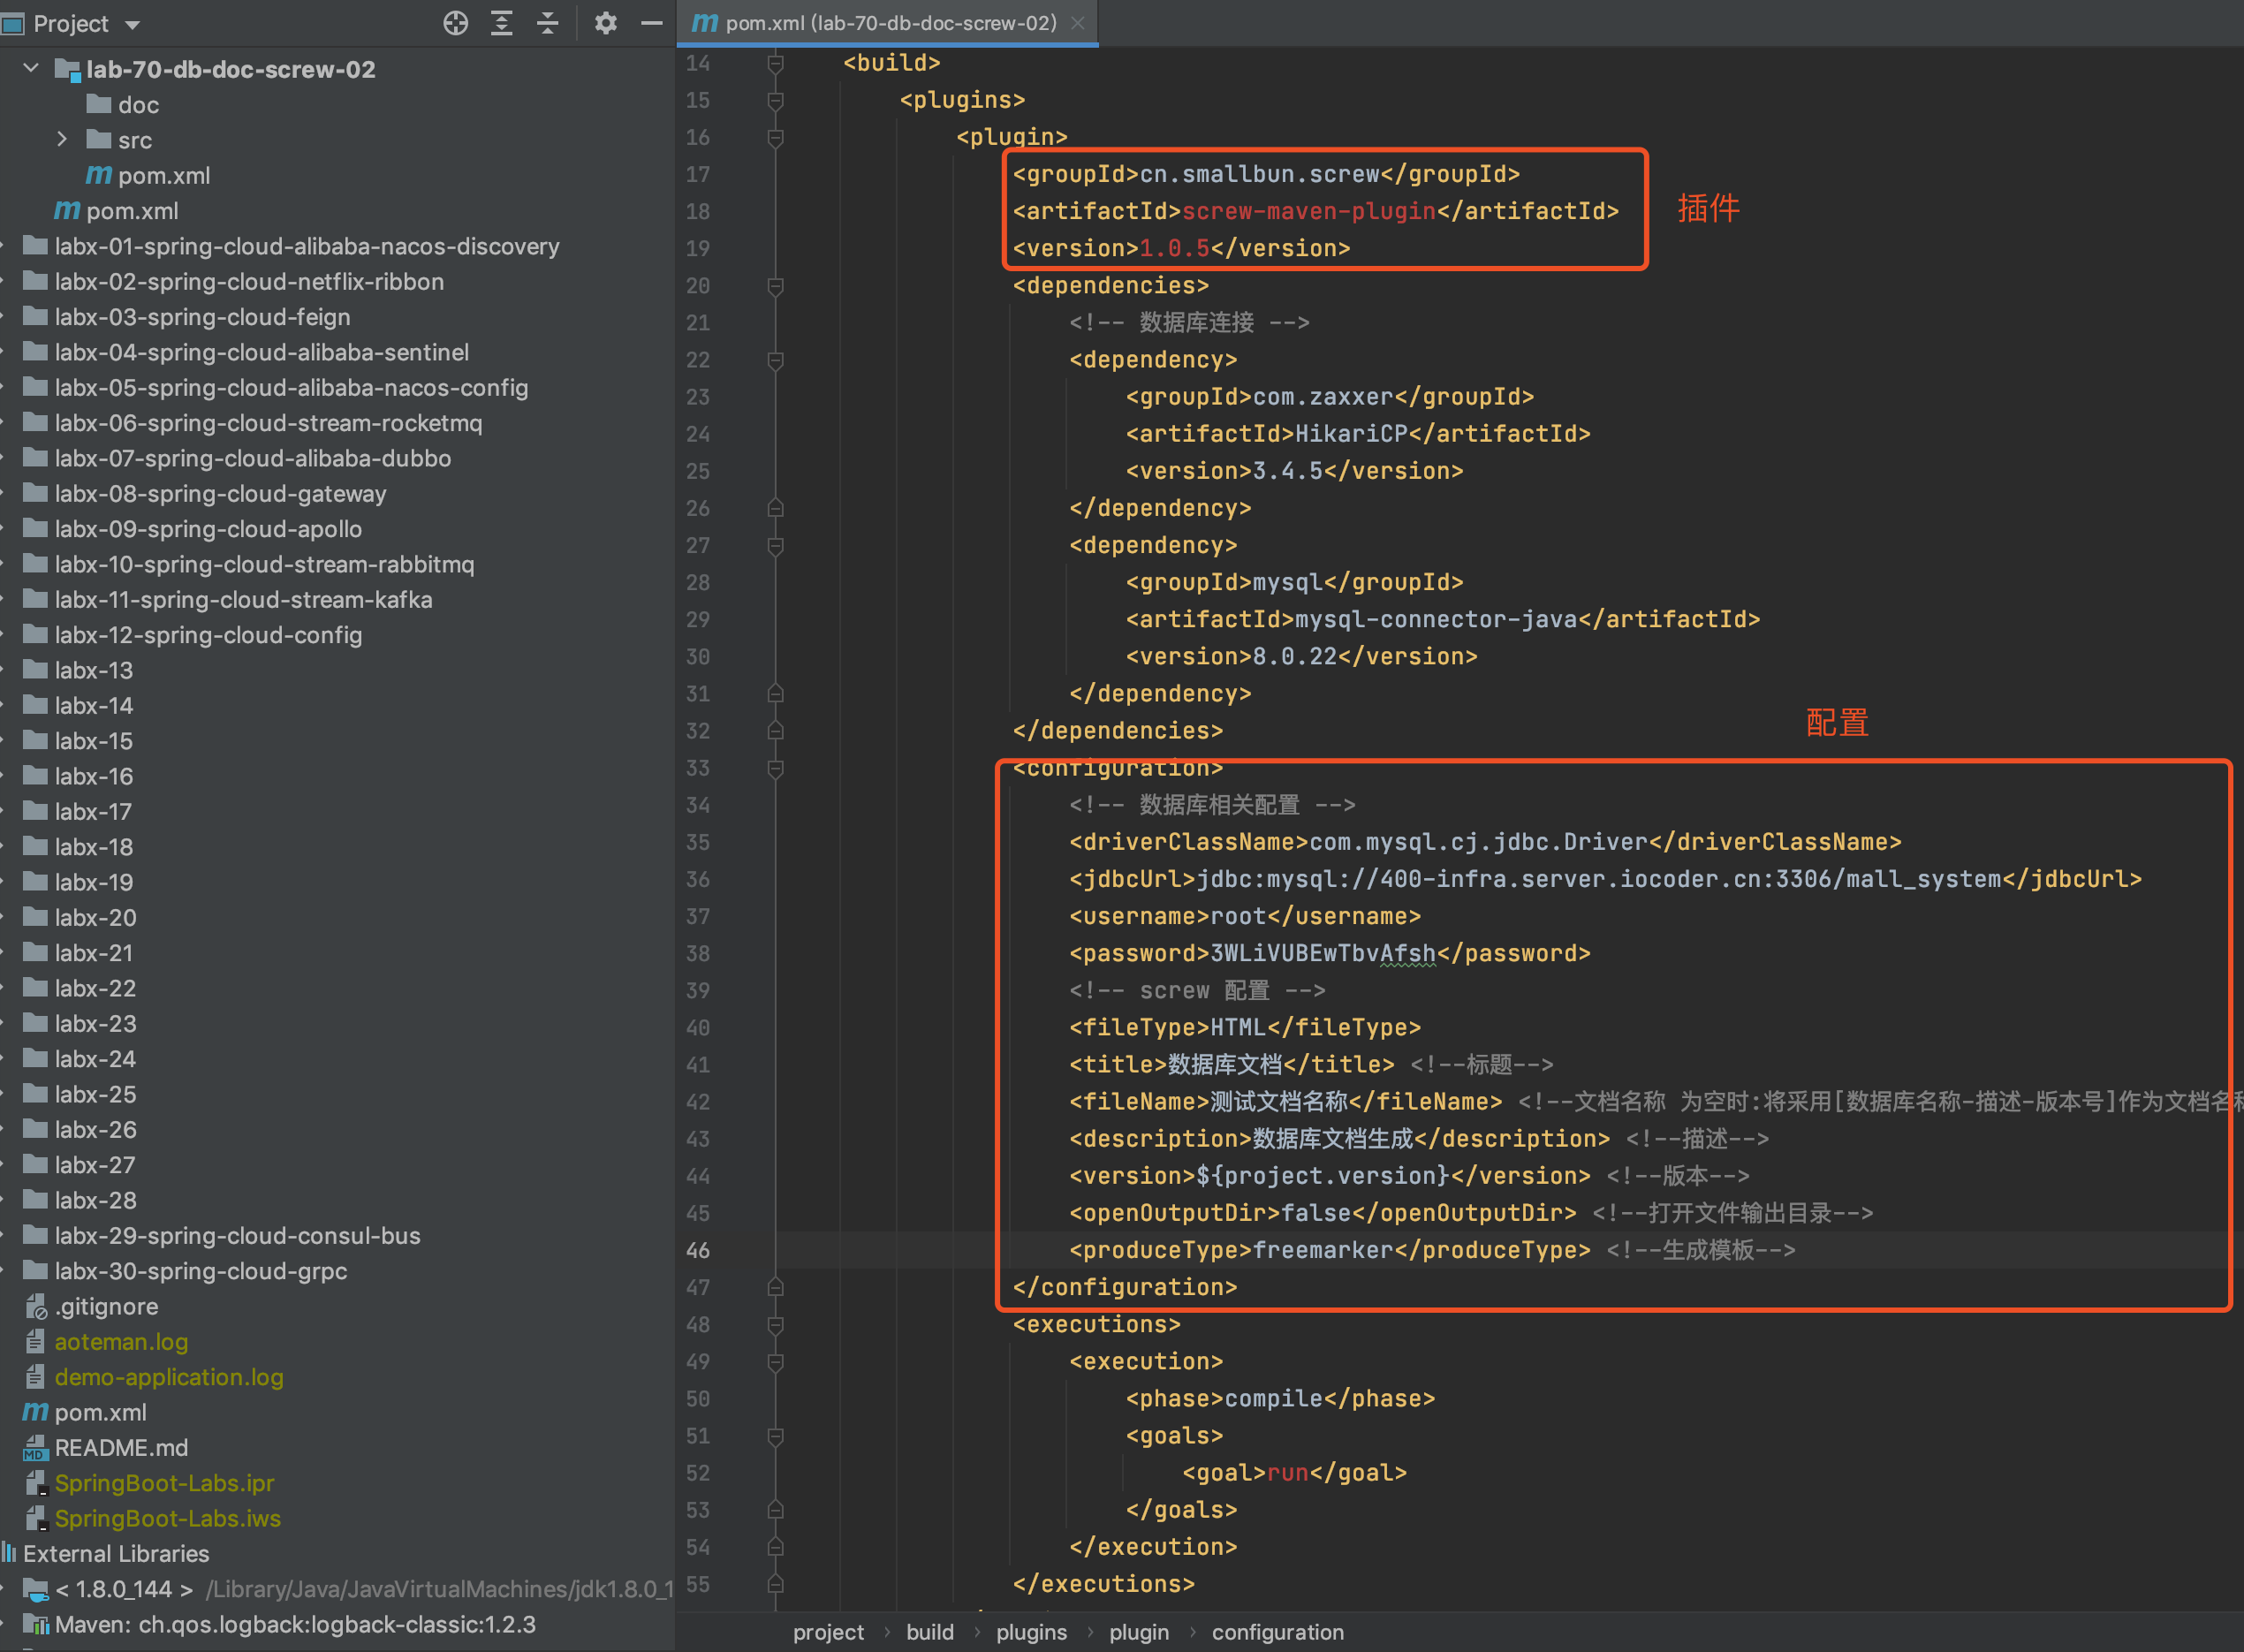 Project
lab-70-db-doc-screw-02
doc
src
pom.xml
pom.xml
labx-01-spring-cloud-alibaba-nacos-discovery
labx-02-spring-cloud-netflix-ribbon
labx-03-spring-cloud-feign
labx-04-spring-cloud-alibaba-sentinel
labx-05-spring-cloud-alibaba-nacos-config
labx-06-spring-cloud-stream-rocketmq
labx-07-spring-cloud-alibaba-dubbo
labx-08-spring-cloud-gateway
labx-09-spring-cloud-apollo
labx-10-spring-cloud-stream-rabbitmq
labx-11-spring-cloud-stream-kafka
labx-12-spring-cloud-config
labx-13
labx-14
labx-15
labx-16
labx-17
labx-18
labx-19
labx-20
labx-21
labx-22
labx-23
labx-24
labx-25
labx-26
labx-27
labx-28
labx-29-spring-cloud-consul-bus
labx-30-spring-cloud-grpc
.gitignore
aoteman.log
demo-application.log
pom.xml
README.md
SpringBoot-Labs.ipr
SpringBoot-Labs.iws
External Libraries
< 1.8.0_144 > /Library/Java/JavaVirtualMachines/jdk1.8.0_1
Maven: ch.qos.logback:logback-classic:1.2.3
pom.xml (lab-70-db-doc-screw-02)
14 <build>
15 <plugins>
16 <plugin>
17 <groupId>cn.smallbun.screw</groupId>
18 <artifactId>screw-maven-plugin</artifactId>
插件
19 <version>1.0.5</version>
20 <dependencies>
21 <!-- 数据库连接 -->
22 <dependency>
23 <groupId>com.zaxxer</groupId>
24 <artifactId>HikariCP</artifactId>
25 <version>3.4.5</version>
26 </dependency>
27 <dependency>
28 <groupId>mysql</groupId>
29 <artifactId>mysql-connector-java</artifactId>
30 <version>8.0.22</version>
31 </dependency>
32 </dependencies>
配置
33 <configuration>
34 <!-- 数据库相关配置 -->
35 <driverClassName>com.mysql.cj.jdbc.Driver</driverClassName>
36 <jdbcUrl>jdbc:mysql://400-infra.server.iocoder.cn:3306/mall_system</jdbcUrl>
37 <username>root</username>
38 <password>3WLiVUBEwTbvAfsh</password>
39 <!-- screw 配置 -->
40 <fileType>HTML</fileType>
41 <title>数据库文档</title> <!--标题-->
42 <fileName>测试文档名称</fileName> <!--文档名称 为空时:将采用[数据库名称-描述-版本号]作为文档名称
43 <description>数据库文档生成</description> <!--描述-->
44 <version>${project.version}</version> <!--版本-->
45 <openOutputDir>false</openOutputDir> <!--打开文件输出目录-->
46 <produceType>freemarker</produceType> <!--生成模板-->
47 </configuration>
48 <executions>
49 <execution>
50 <phase>compile</phase>
51 <goals>
52 <goal>run</goal>
53 </goals>
54 </execution>
55 </executions>
project › build › plugins › plugin › configuration